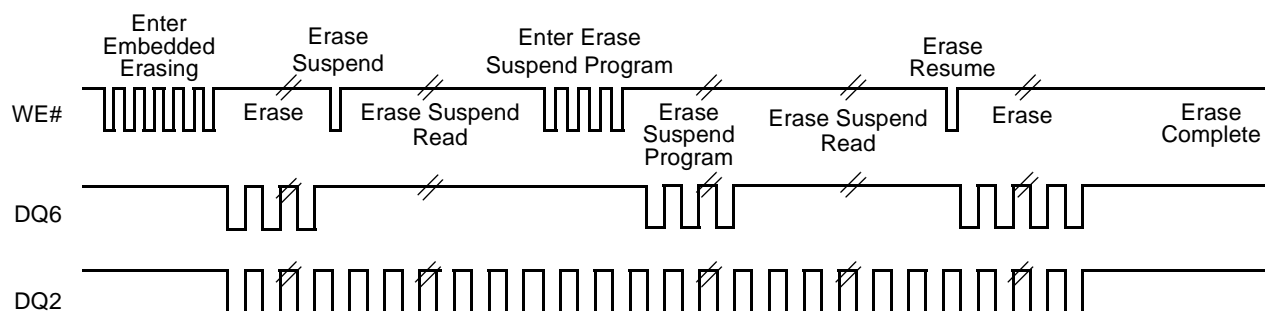 Enter
Embedded
Erasing
Erase
Suspend
Enter Erase
Suspend Program
Erase
Resume
WE#
Erase
Erase Suspend
Read
Erase
Suspend
Program
Erase Suspend
Read
Erase
Erase
Complete
DQ6
DQ2